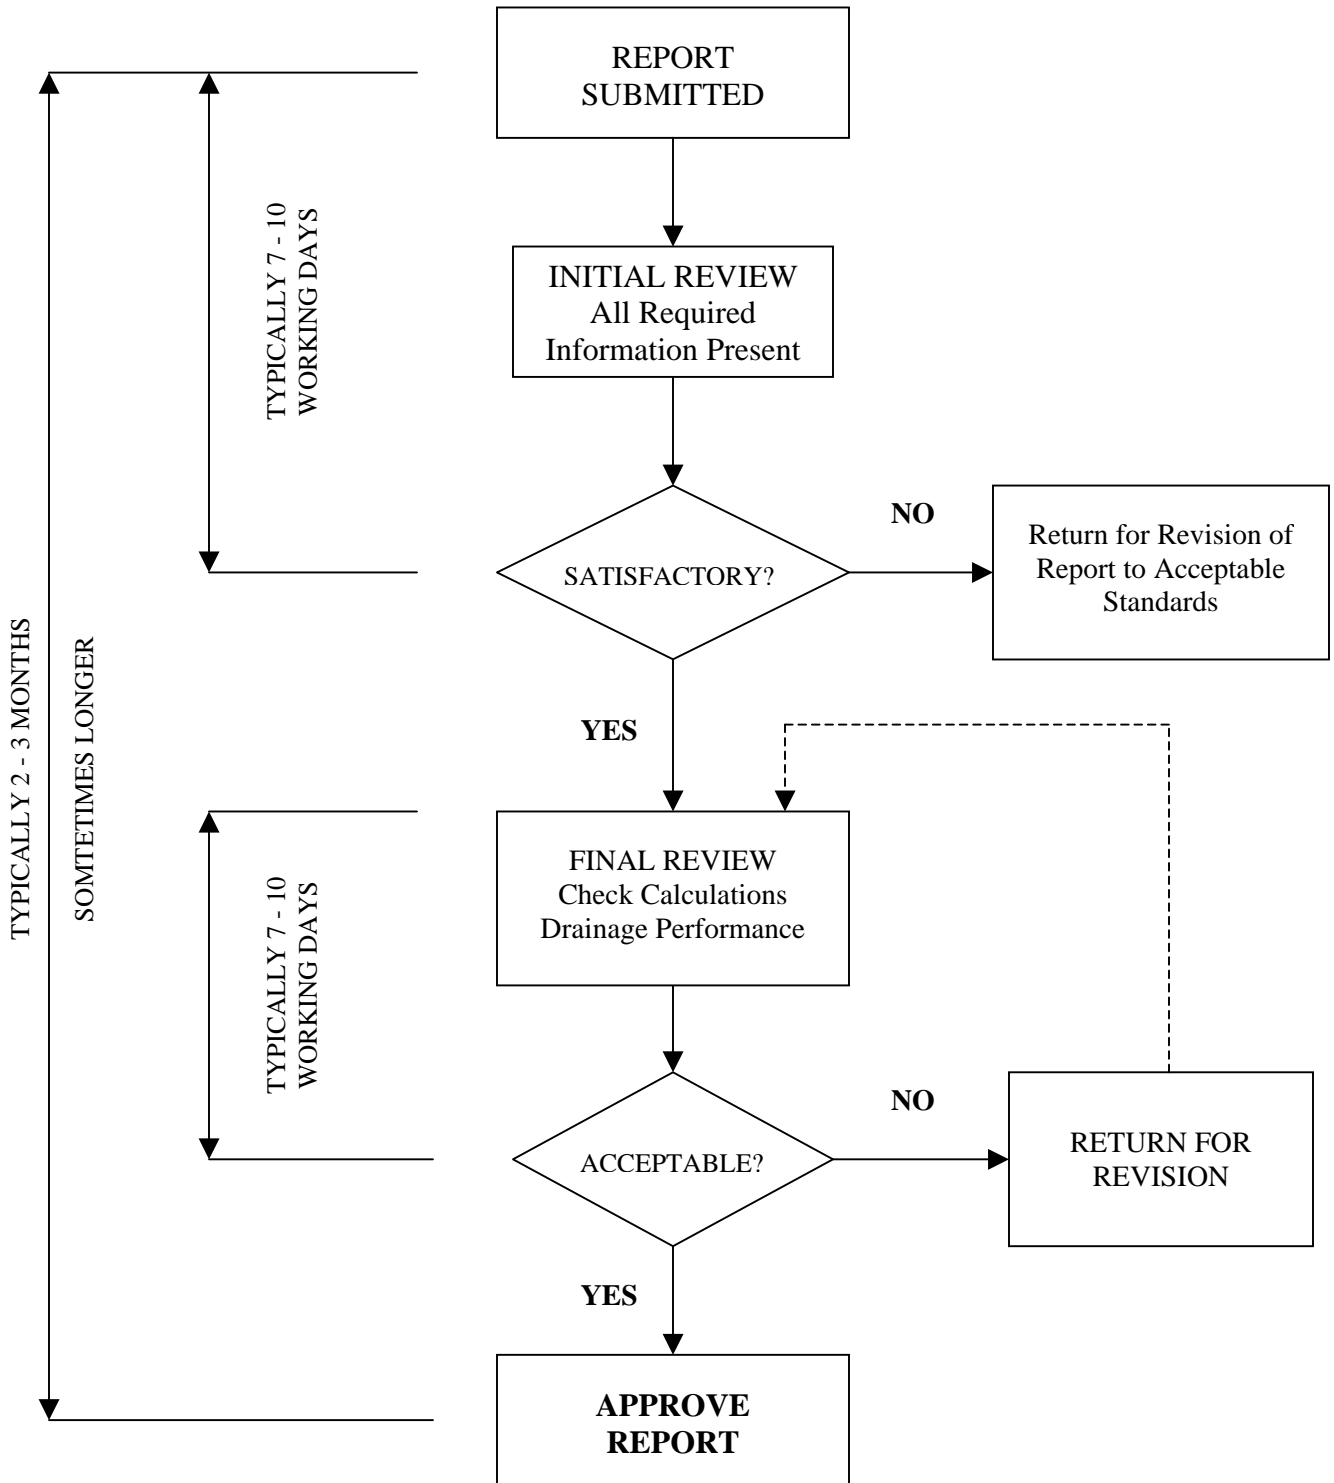 REPORT
SUBMITTED
TYPICALLY 7 - 10
WORKING DAYS
INITIAL REVIEW
All Required
Information Present
SATISFACTORY?
NO
Return for Revision of
Report to Acceptable
Standards
TYPICALLY 2 - 3 MONTHS
SOMTETIMES LONGER
YES
FINAL REVIEW
Check Calculations
Drainage Performance
TYPICALLY 7 - 10
WORKING DAYS
ACCEPTABLE?
NO
RETURN FOR
REVISION
YES
APPROVE
REPORT